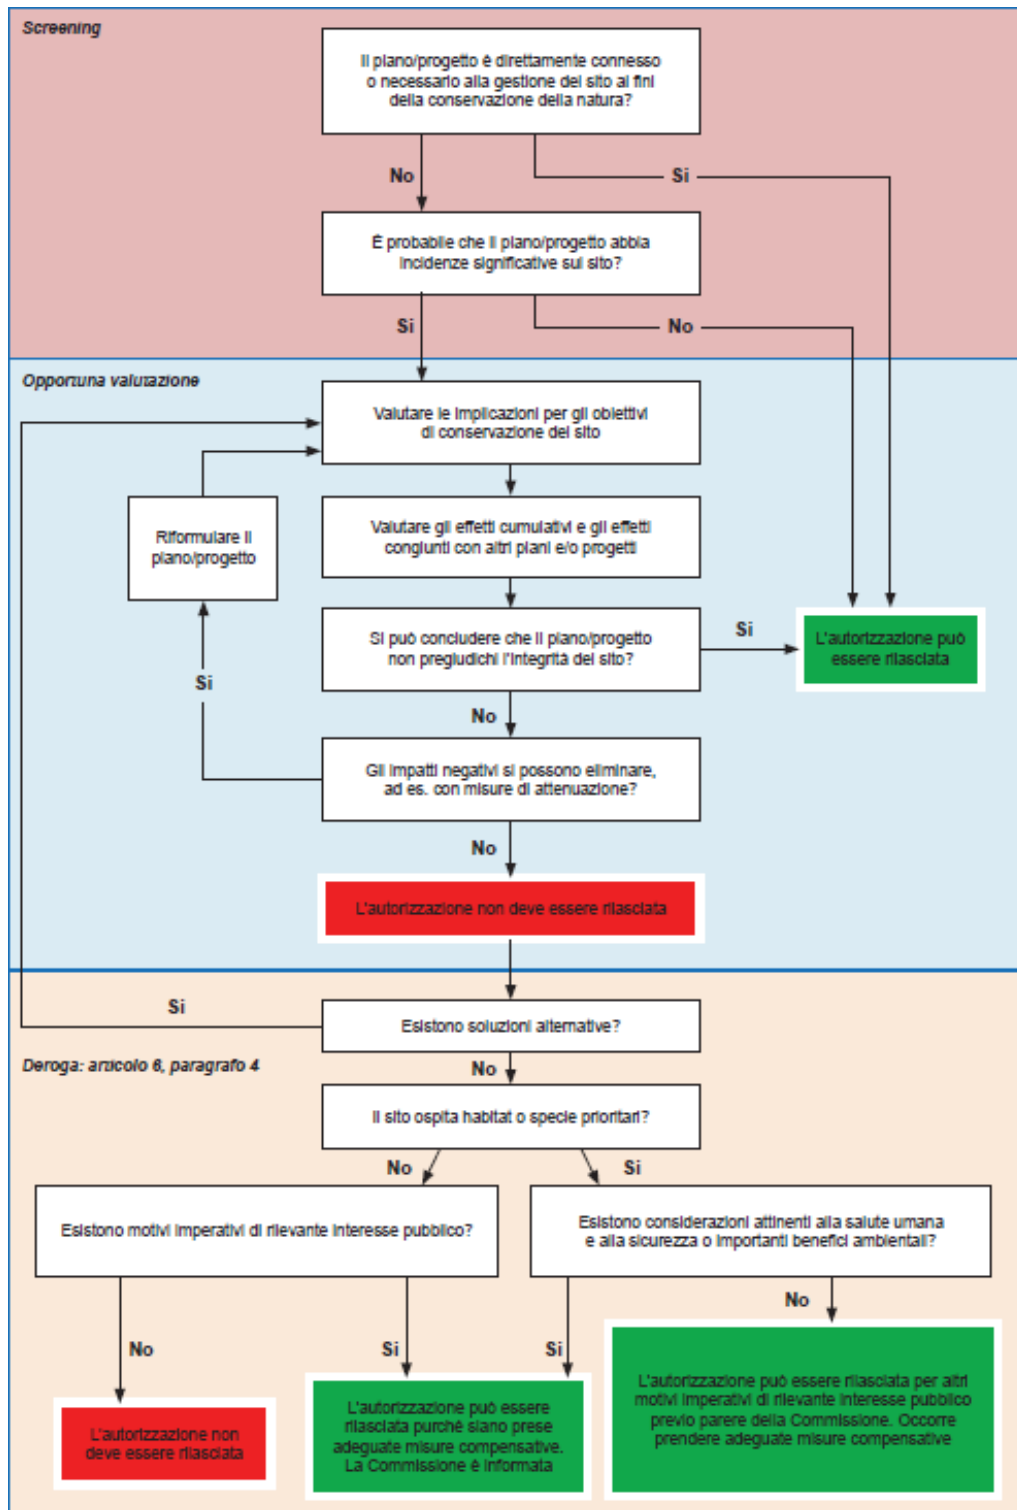 Screening
Il piano/progetto è direttamente connesso
o necessario alla gestione del sito ai fini
della conservazione della natura?
No
Si
È probabile che il piano/progetto abbia
incidenze significative sul sito?
Si
No
Opportuna valutazione
Valutare le implicazioni per gli obiettivi
di conservazione del sito
Riformulare il
piano/progetto
Valutare gli effetti cumulativi e gli effetti
congiunti con altri piani e/o progetti
Si può concludere che il piano/progetto
non pregiudichi l'integrità del sito?
Si
L'autorizzazione può
essere rilasciata
Si
No
Gli impatti negativi si possono eliminare,
ad es. con misure di attenuazione?
No
L'autorizzazione non deve essere rilasciata
Si
Esistono soluzioni alternative?
Deroga: articolo 6, paragrafo 4
No
Il sito ospita habitat o specie prioritari?
No
Si
Esistono motivi imperativi di rilevante interesse pubblico?
Esistono considerazioni attinenti alla salute umana
e alla sicurezza o importanti benefici ambientali?
No
Si
Si
No
L'autorizzazione non
deve essere rilasciata
L'autorizzazione può essere
rilasciata purché siano prese
adeguate misure compensative.
La Commissione è informata
L'autorizzazione può essere rilasciata per altri
motivi imperativi di rilevante interesse pubblico
previo parere della Commissione. Occorre
prendere adeguate misure compensative